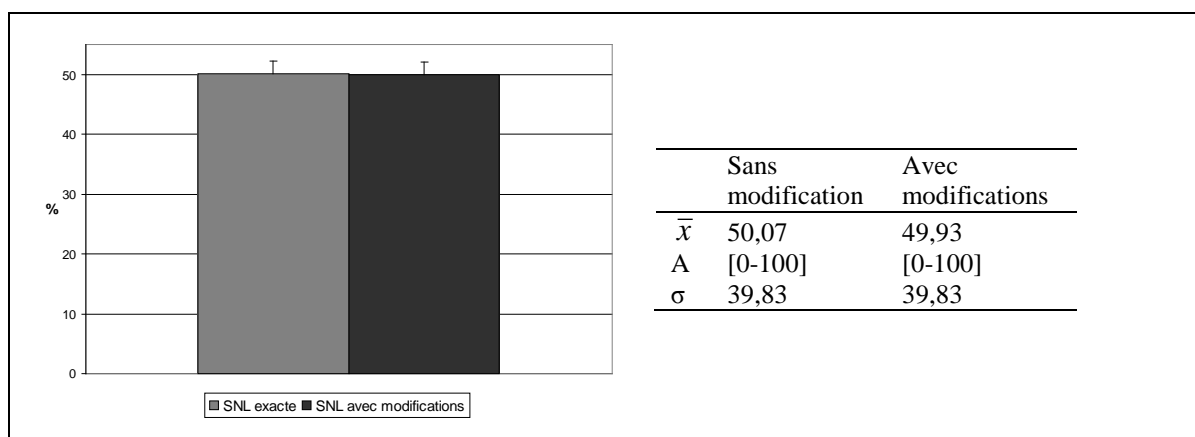 50
40
30
%
20
10
0
SNL exacte SNL avec modifications
Sans Avec
modification modifications
x̅ 50,07 49,93
A [0-100] [0-100]
σ 39,83 39,83